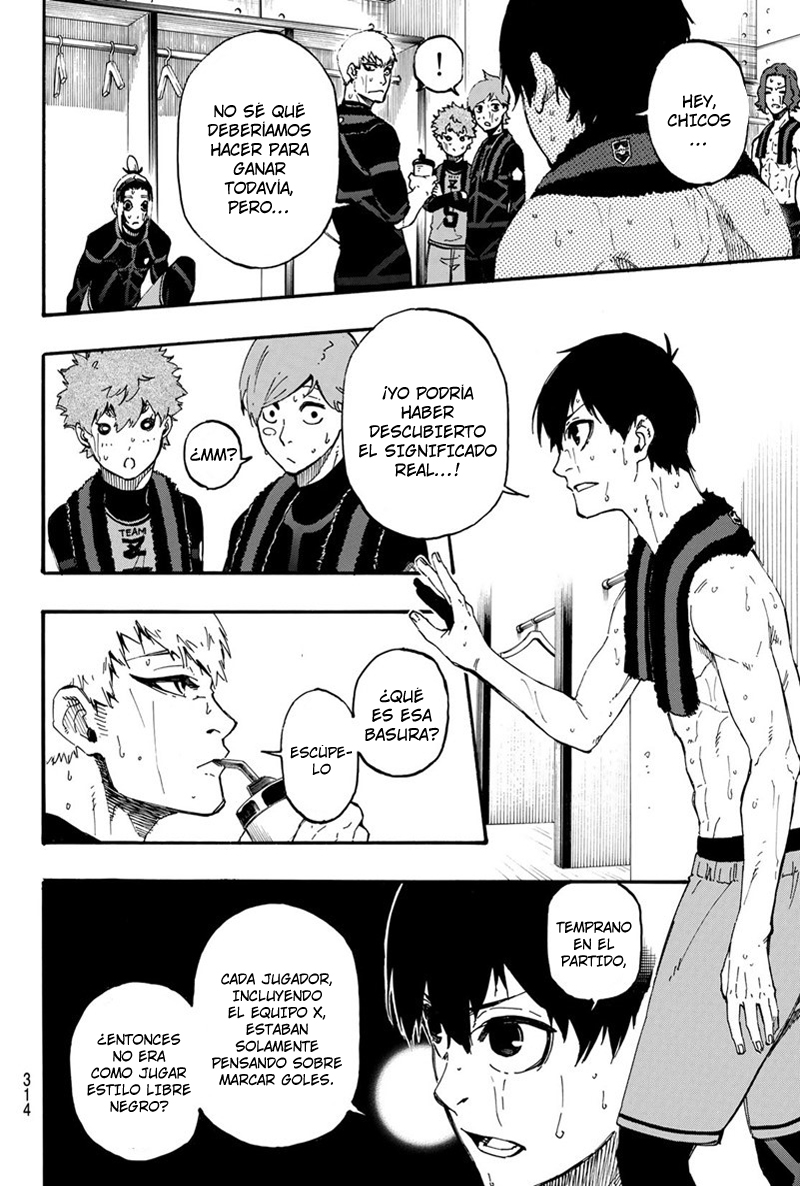 HEY,
CHICOS
...
!
NO SÉ QUÉ
DEBERÍAMOS
HACER PARA
GANAR
TODAVÍA,
PERO...
¡YO PODRÍA
HABER
DESCUBIERTO
EL SIGNIFICADO
REAL...!
¿MM?
TEAM
Z
¿QUÉ
ES ESA
BASURA?
ESCÚPE-
LO
TEMPRANO
EN EL
PARTIDO,
CADA JUGADOR,
INCLUYENDO
EL EQUIPO X,
ESTABAN
SOLAMENTE
PENSANDO SOBRE
MARCAR GOLES.
¿ENTONCES
NO ERA
COMO JUGAR
ESTILO LIBRE
NEGRO?
314